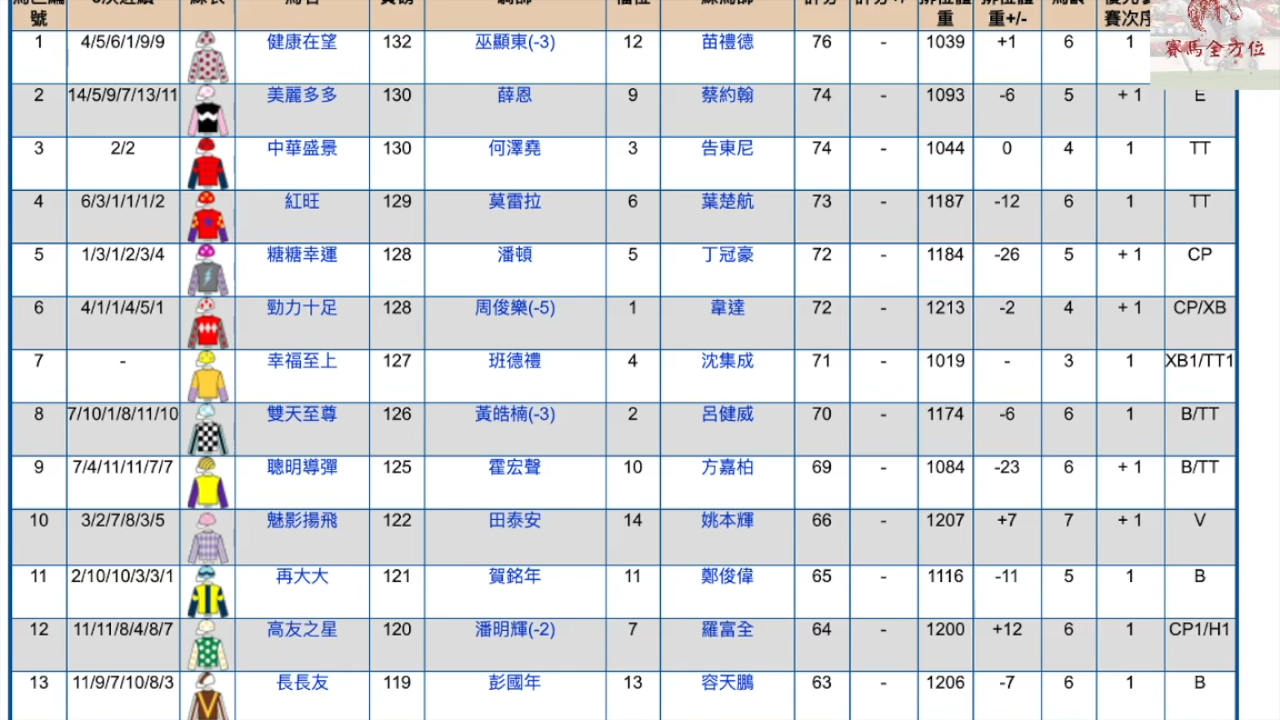 號 重 重+/- 賽次序
1 4/5/6/1/9/9 健康在望 132 巫顯東(-3) 12 苗禮德 76 - 1039 +1 6 1
賽馬全方位
2 14/5/9/7/13/11 美麗多多 130 薛恩 9 蔡約翰 74 - 1093 -6 5 + 1 E
3 2/2 中華盛景 130 何澤堯 3 告東尼 74 - 1044 0 4 1 TT
4 6/3/1/1/1/2 紅旺 129 莫雷拉 6 葉楚航 73 - 1187 -12 6 1 TT
5 1/3/1/2/3/4 糖糖幸運 128 潘頓 5 丁冠豪 72 - 1184 -26 5 + 1 CP
6 4/1/1/4/5/1 勁力十足 128 周俊樂(-5) 1 韋達 72 - 1213 -2 4 + 1 CP/XB
7 - 幸福至上 127 班德禮 4 沈集成 71 - 1019 - 3 1 XB1/TT1
8 7/10/1/8/11/10 雙天至尊 126 黃皓楠(-3) 2 呂健威 70 - 1174 -6 6 1 B/TT
9 7/4/11/11/7/7 聰明導彈 125 霍宏聲 10 方嘉柏 69 - 1084 -23 6 + 1 B/TT
10 3/2/7/8/3/5 魅影揚飛 122 田泰安 14 姚本輝 66 - 1207 +7 7 + 1 V
11 2/10/10/3/3/1 再大大 121 賀銘年 11 鄭俊偉 65 - 1116 -11 5 1 B
12 11/11/8/4/8/7 高友之星 120 潘明輝(-2) 7 羅富全 64 - 1200 +12 6 1 CP1/H1
13 11/9/7/10/8/3 長長友 119 彭國年 13 容天鵬 63 - 1206 -7 6 1 B